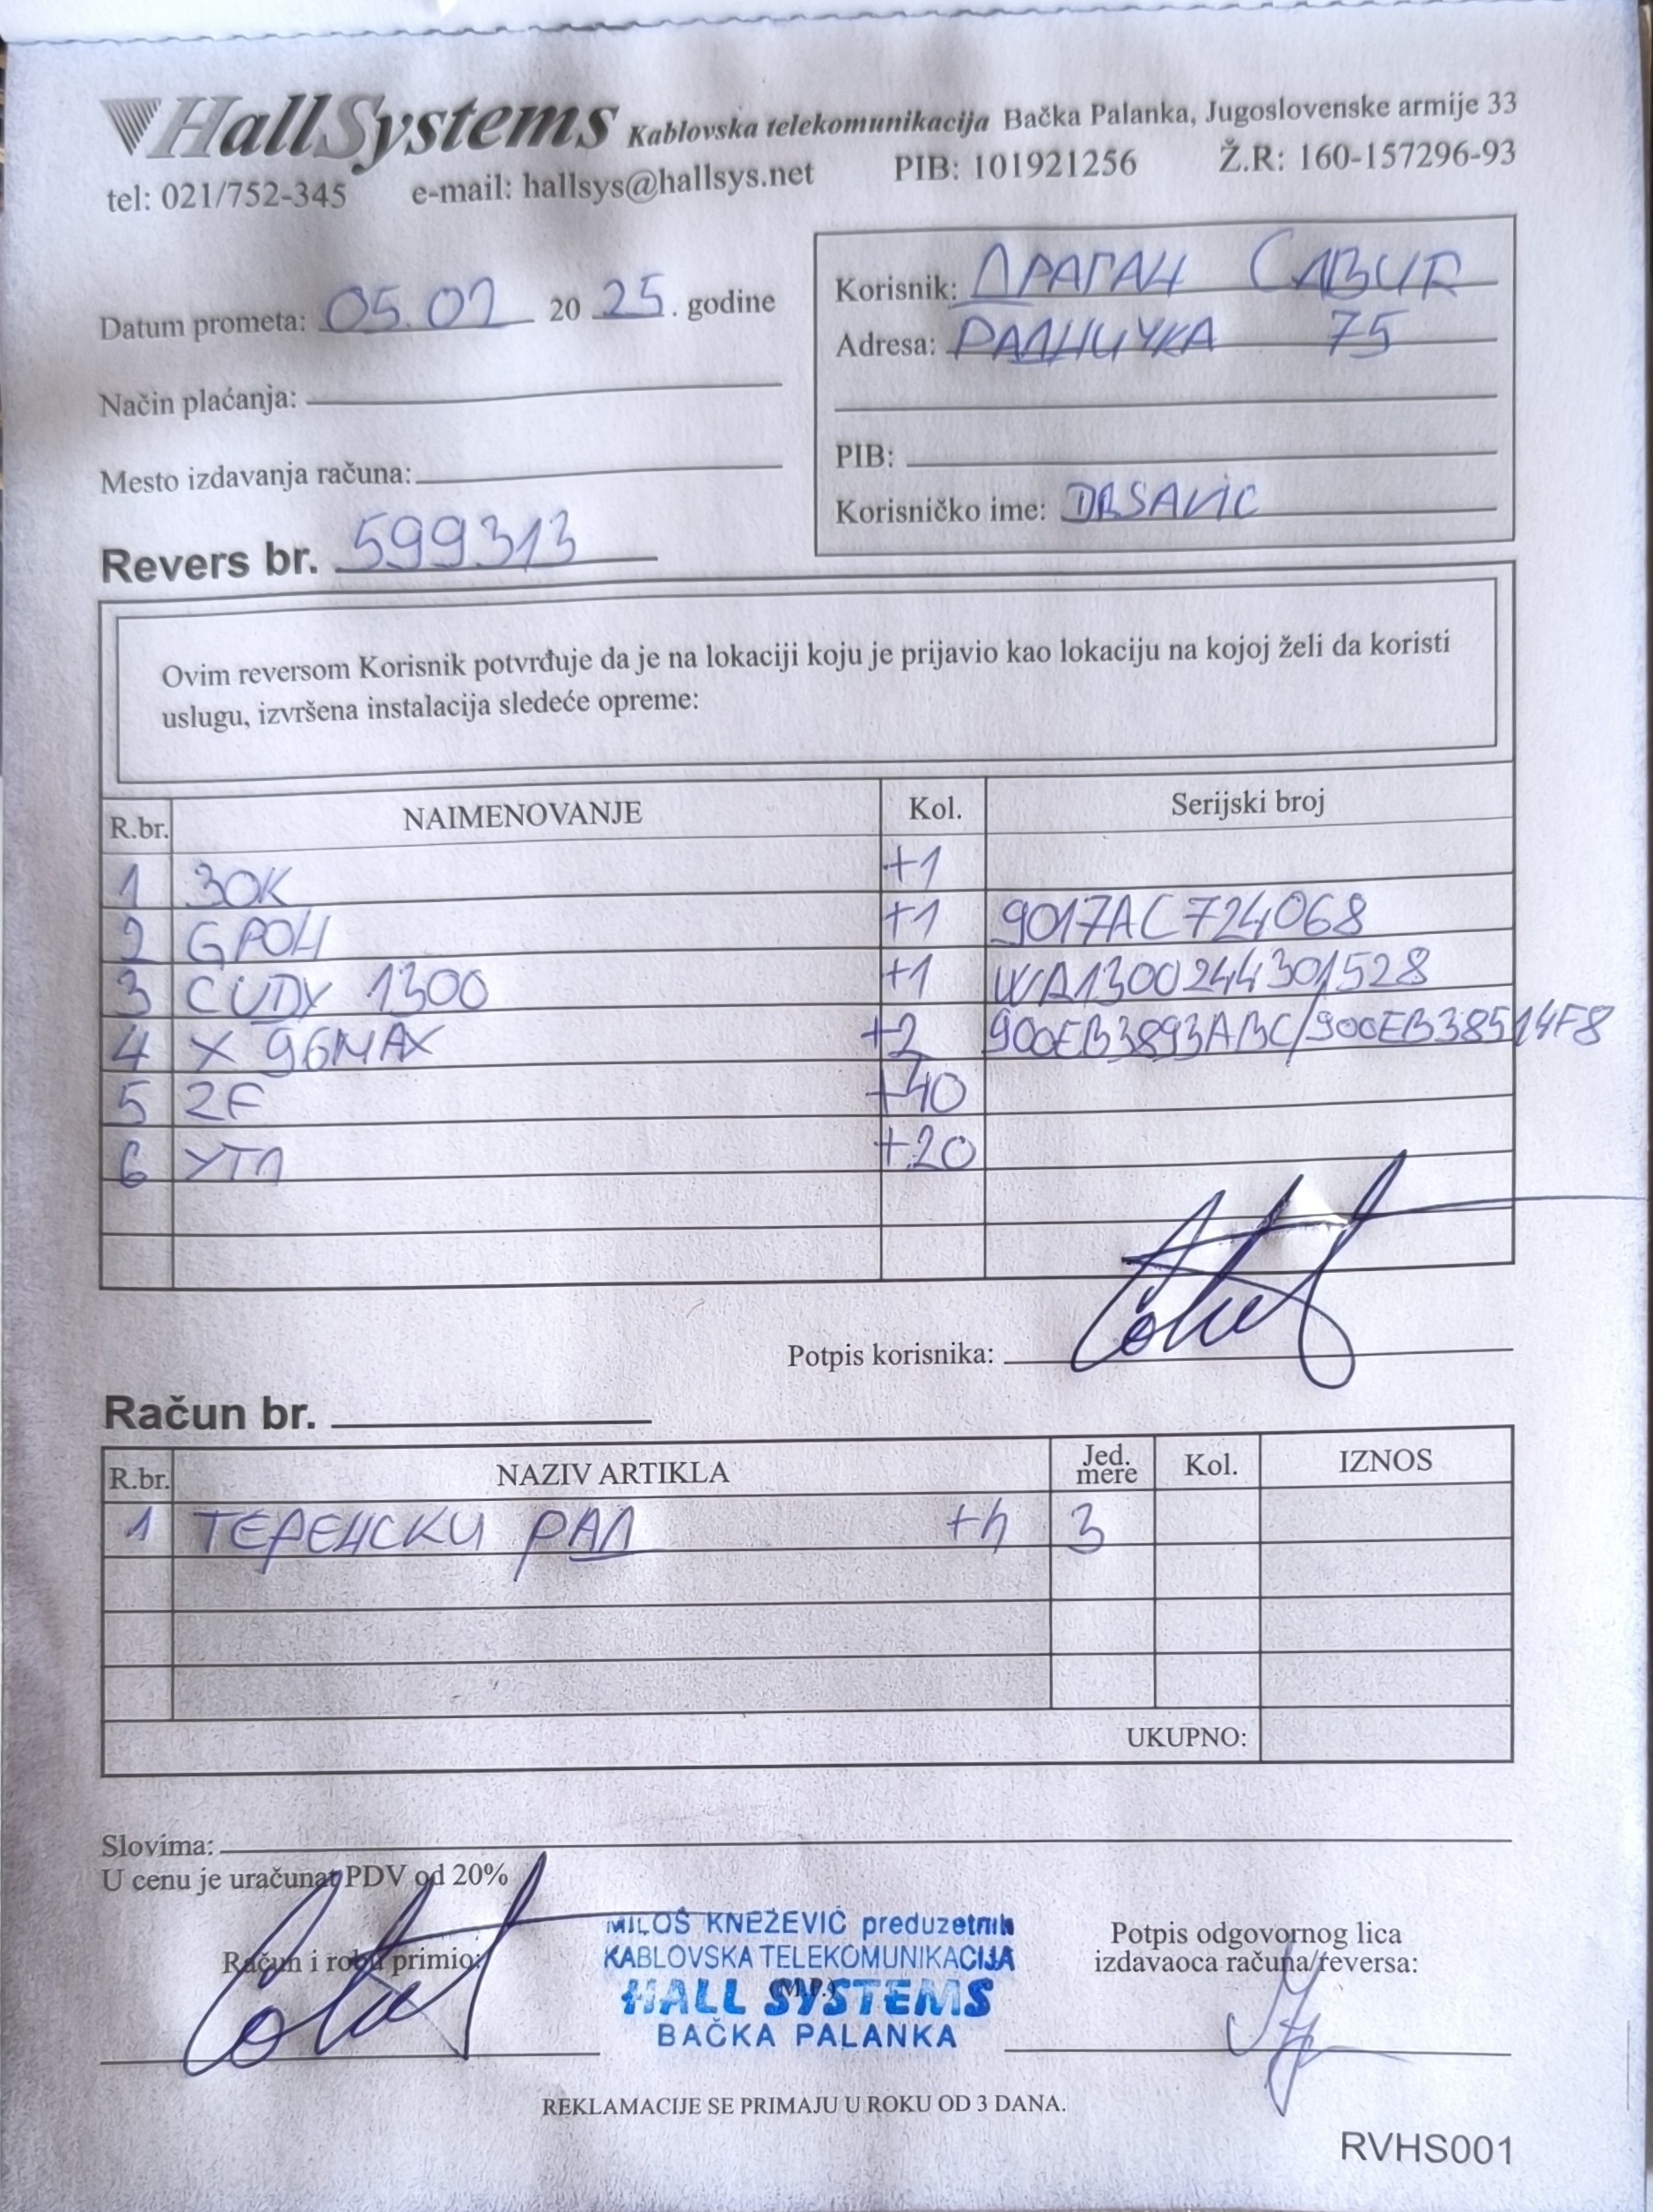 HallSystems Kablovska telekomunikacija Bačka Palanka, Jugoslovenske armije 33
tel: 021/752-345 e-mail: hallsys@hallsys.net PIB: 101921256 Ž.R: 160-157296-93
Datum prometa: 05.02 20 25. godine
Način plaćanja:
Mesto izdavanja računa:
Revers br. 599313
Korisnik: ДРАГАН САВИЋ
Adresa: РАДНИЧКА 75
PIB:
Korisničko ime: DRSAVIC
Ovim reversom Korisnik potvrđuje da je na lokaciji koju je prijavio kao lokaciju na kojoj želi da koristi
uslugu, izvršena instalacija sledeće opreme:
R.br. NAIMENOVANJE Kol. Serijski broj
1 ЗОК +1
2 GPОН +1 9017AC724068
3 CUDY 1300 +1 WA1300244301528
4 X 96MAX +2 900EB3893ABC/900EB38514F8
5 2F +40
6 УТП +20
Potpis korisnika:
Račun br.
R.br. NAZIV ARTIKLA Jed. mere Kol. IZNOS
1 ТЕРЕНСКИ РАД +h 3
UKUPNO:
Slovima:
U cenu je uračunat PDV od 20%
Račun i robu primio:
MILOŠ KNEŽEVIĆ preduzetnik
KABLOVSKA TELEKOMUNIKACIJA
(M.P.)
HALL SYSTEMS
BAČKA PALANKA
Potpis odgovornog lica
izdavaoca računa/reversa:
REKLAMACIJE SE PRIMAJU U ROKU OD 3 DANA.
RVHS001